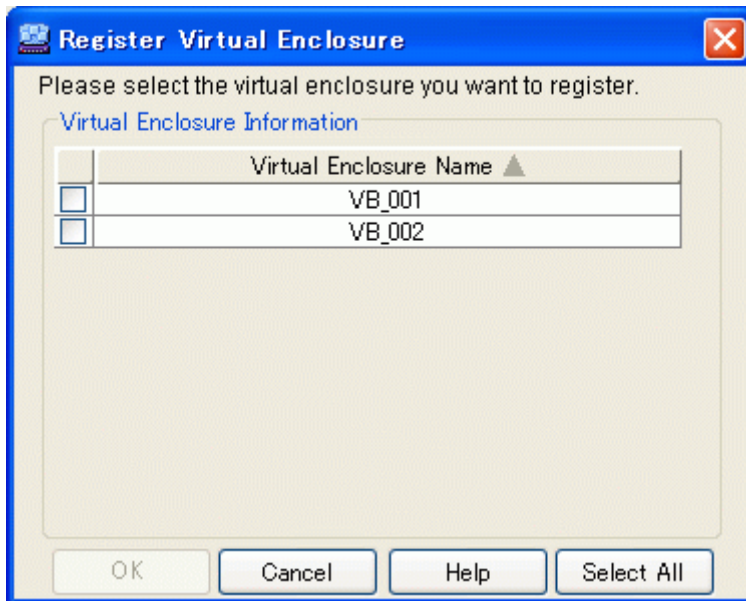 Register Virtual Enclosure
Please select the virtual enclosure you want to register.
Virtual Enclosure Information
Virtual Enclosure Name
VB_001
VB_002
OK Cancel Help Select All